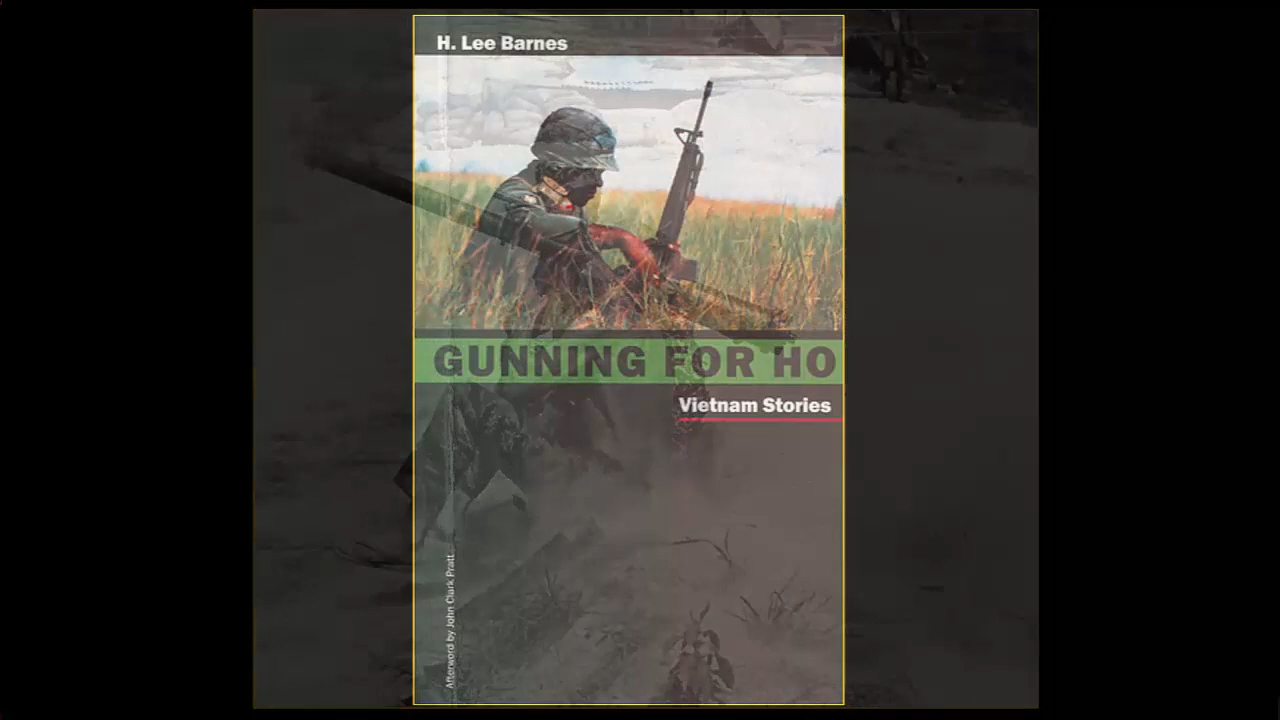 H. Lee Barnes
GUNNING FOR HO
Vietnam Stories
Afterword by John Clark Pratt